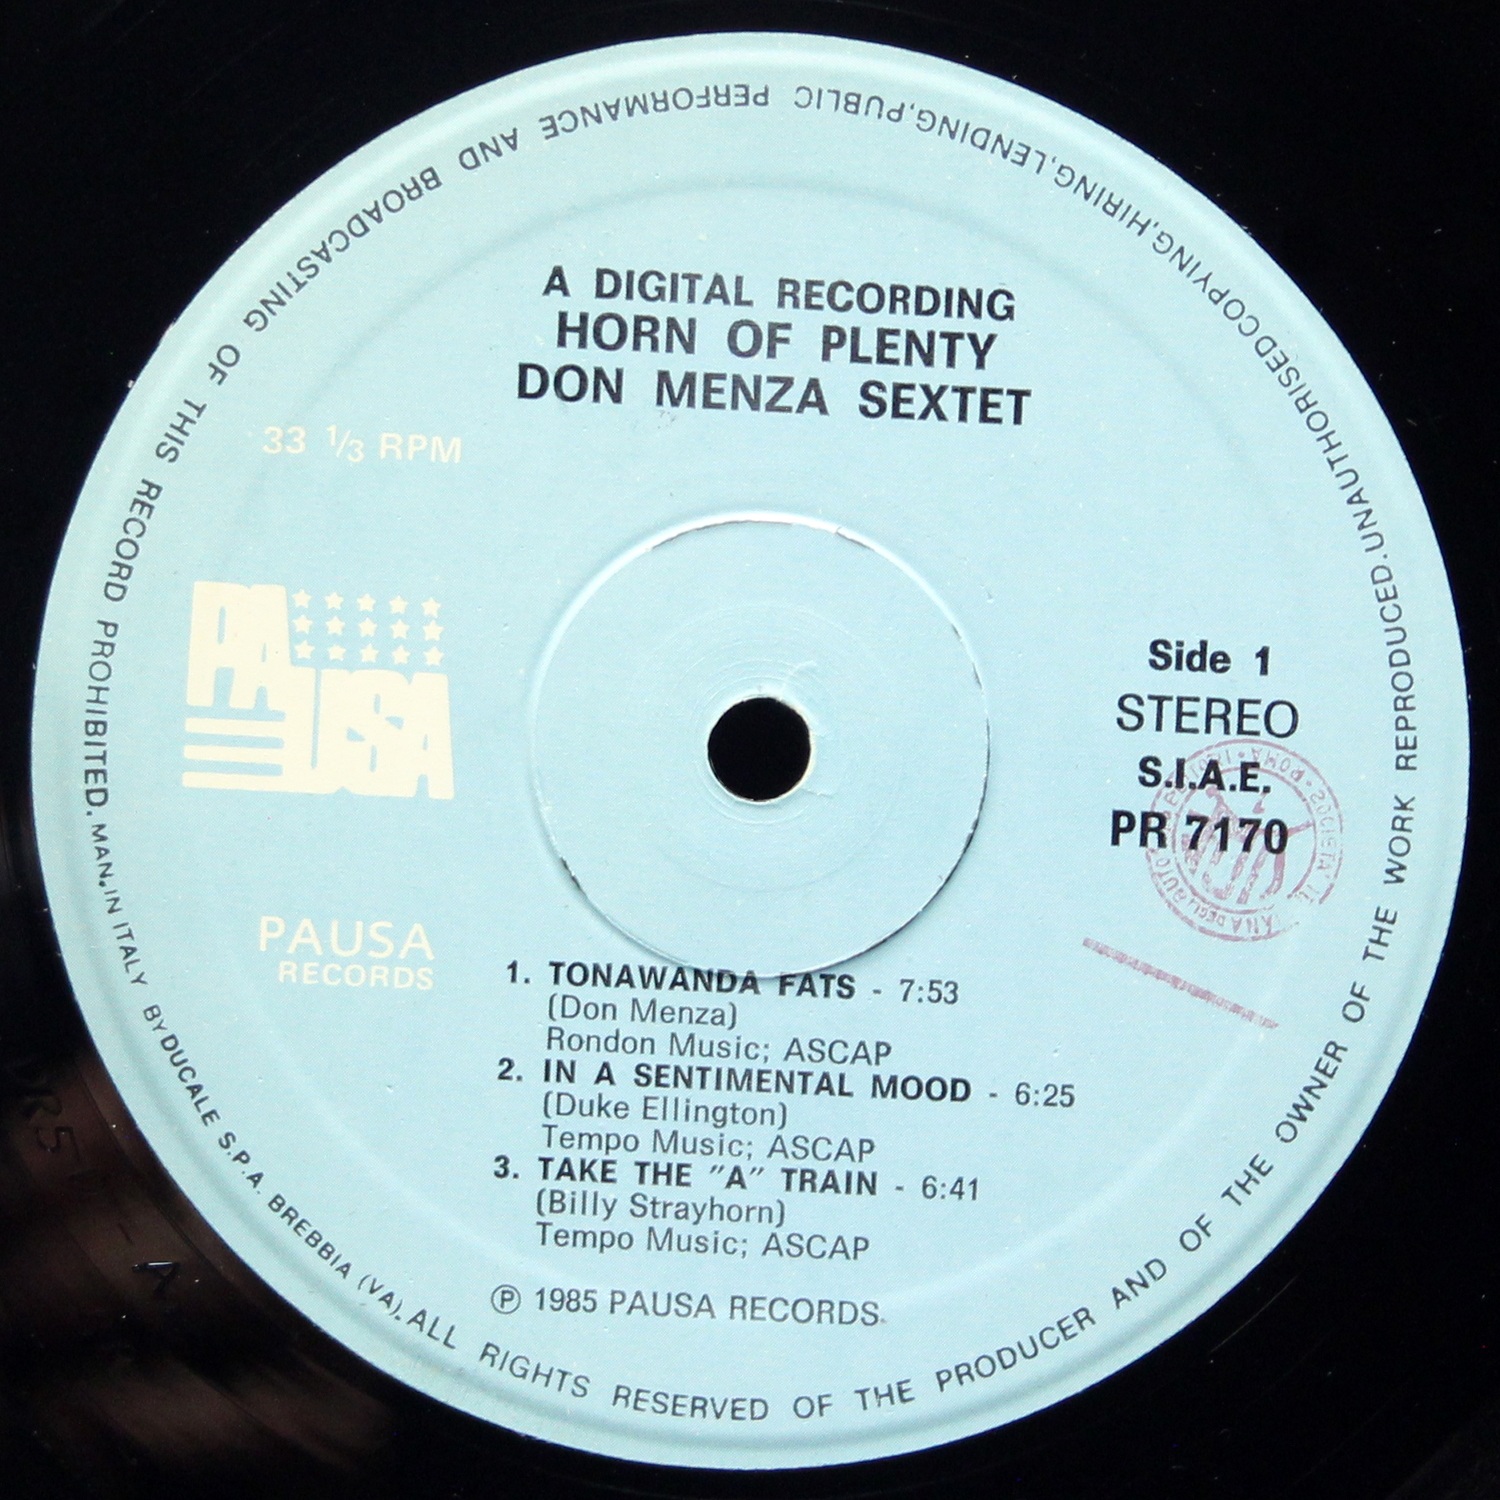 A DIGITAL RECORDING
HORN OF PLENTY
DON MENZA SEXTET
33 1/3 RPM
PAUSA
PAUSA
RECORDS
Side 1
STEREO
S.I.A.E.
PR 7170
1. TONAWANDA FATS - 7:53
(Don Menza)
Rondon Music; ASCAP
2. IN A SENTIMENTAL MOOD - 6:25
(Duke Ellington)
Tempo Music; ASCAP
3. TAKE THE "A" TRAIN - 6:41
(Billy Strayhorn)
Tempo Music; ASCAP
℗ 1985 PAUSA RECORDS.
MAN. IN ITALY BY DUCALE S.P.A. BREBBIA (VA). ALL RIGHTS RESERVED OF THE PRODUCER AND OF THE OWNER OF THE WORK REPRODUCED. UNAUTHORISED COPYING, HIRING, LENDING, PUBLIC PERFORMANCE AND BROADCASTING OF THIS RECORD PROHIBITED.
A